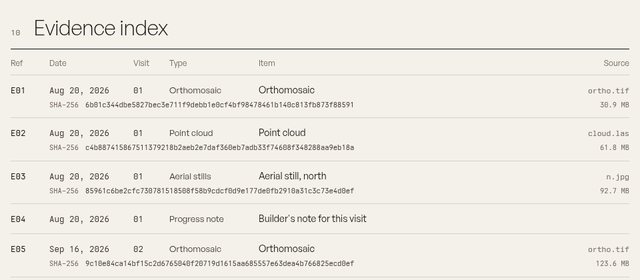 10 Evidence index
Ref Date Visit Type Item Source
E01 Aug 20, 2026 01 Orthomosaic Orthomosaic ortho.tif
SHA-256 6b01c344dbe5827bec3e711f9debb1e0cf4bf98478461b140c813fb873f88591 30.9 MB
E02 Aug 20, 2026 01 Point cloud Point cloud cloud.las
SHA-256 c4b887415867511379218b2aeb2e7daf360eb7adb33f74608f348288aa9eb18a 61.8 MB
E03 Aug 20, 2026 01 Aerial stills Aerial still, north n.jpg
SHA-256 85961c6be2cfc730781518508f58b9cdcf0d9e177de0fb2910a31c3c73e4d0ef 92.7 MB
E04 Aug 20, 2026 01 Progress note Builder's note for this visit
E05 Sep 16, 2026 02 Orthomosaic Orthomosaic ortho.tif
SHA-256 9c10e84ca14bf15c2d6765040f20719d1615aa685557e63dea4b766825ecd0ef 123.6 MB